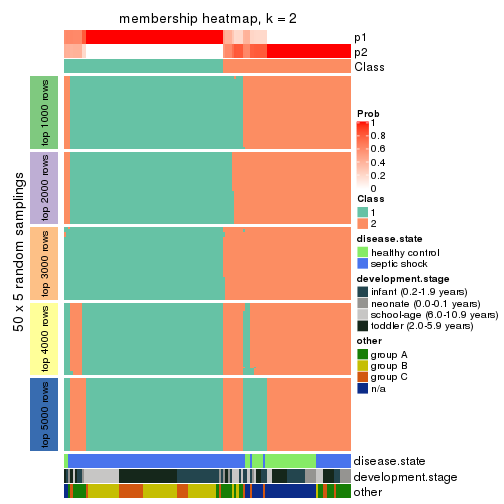 membership heatmap, k = 2
p1
p2
Class
50 x 5 random samplings
top 1000 rows
top 2000 rows
top 3000 rows
top 4000 rows
top 5000 rows
disease.state
development.stage
other
Prob
1
0.8
0.6
0.4
0.2
0
Class
1
2
disease.state
healthy control
septic shock
development.stage
infant (0.2-1.9 years)
neonate (0.0-0.1 years)
school-age (6.0-10.9 years)
toddler (2.0-5.9 years)
other
group A
group B
group C
n/a